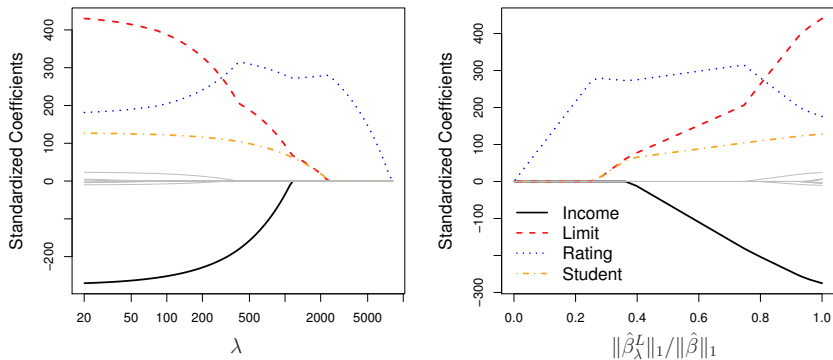 Standardized Coefficients
400
300
200
100
0
−200
20 50 100 200 500 2000 5000
λ
Standardized Coefficients
400
300
200
100
0
−100
−300
0.0 0.2 0.4 0.6 0.8 1.0
Income
Limit
Rating
Student
‖β̂λᴸ‖₁/‖β̂‖₁